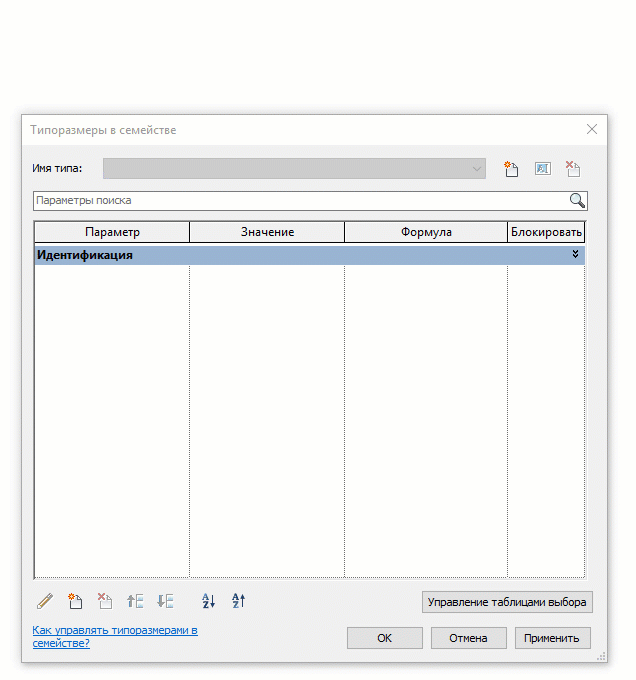 Типоразмеры в семействе
Имя типа:
Параметры поиска
Параметр Значение Формула Блокировать
Идентификация
Управление таблицами выбора
Как управлять типоразмерами в
семействе?
ОК Отмена Применить